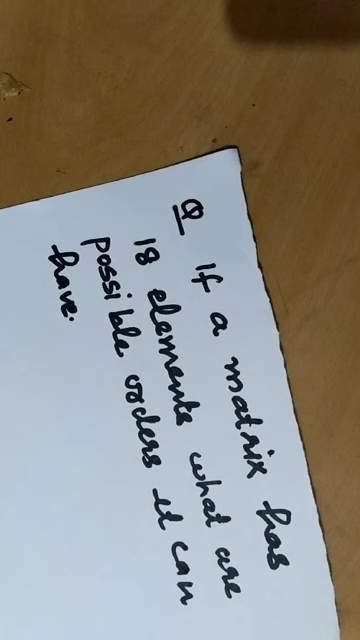 Q If a matrix has
18 elements what are
possible orders it can
have.